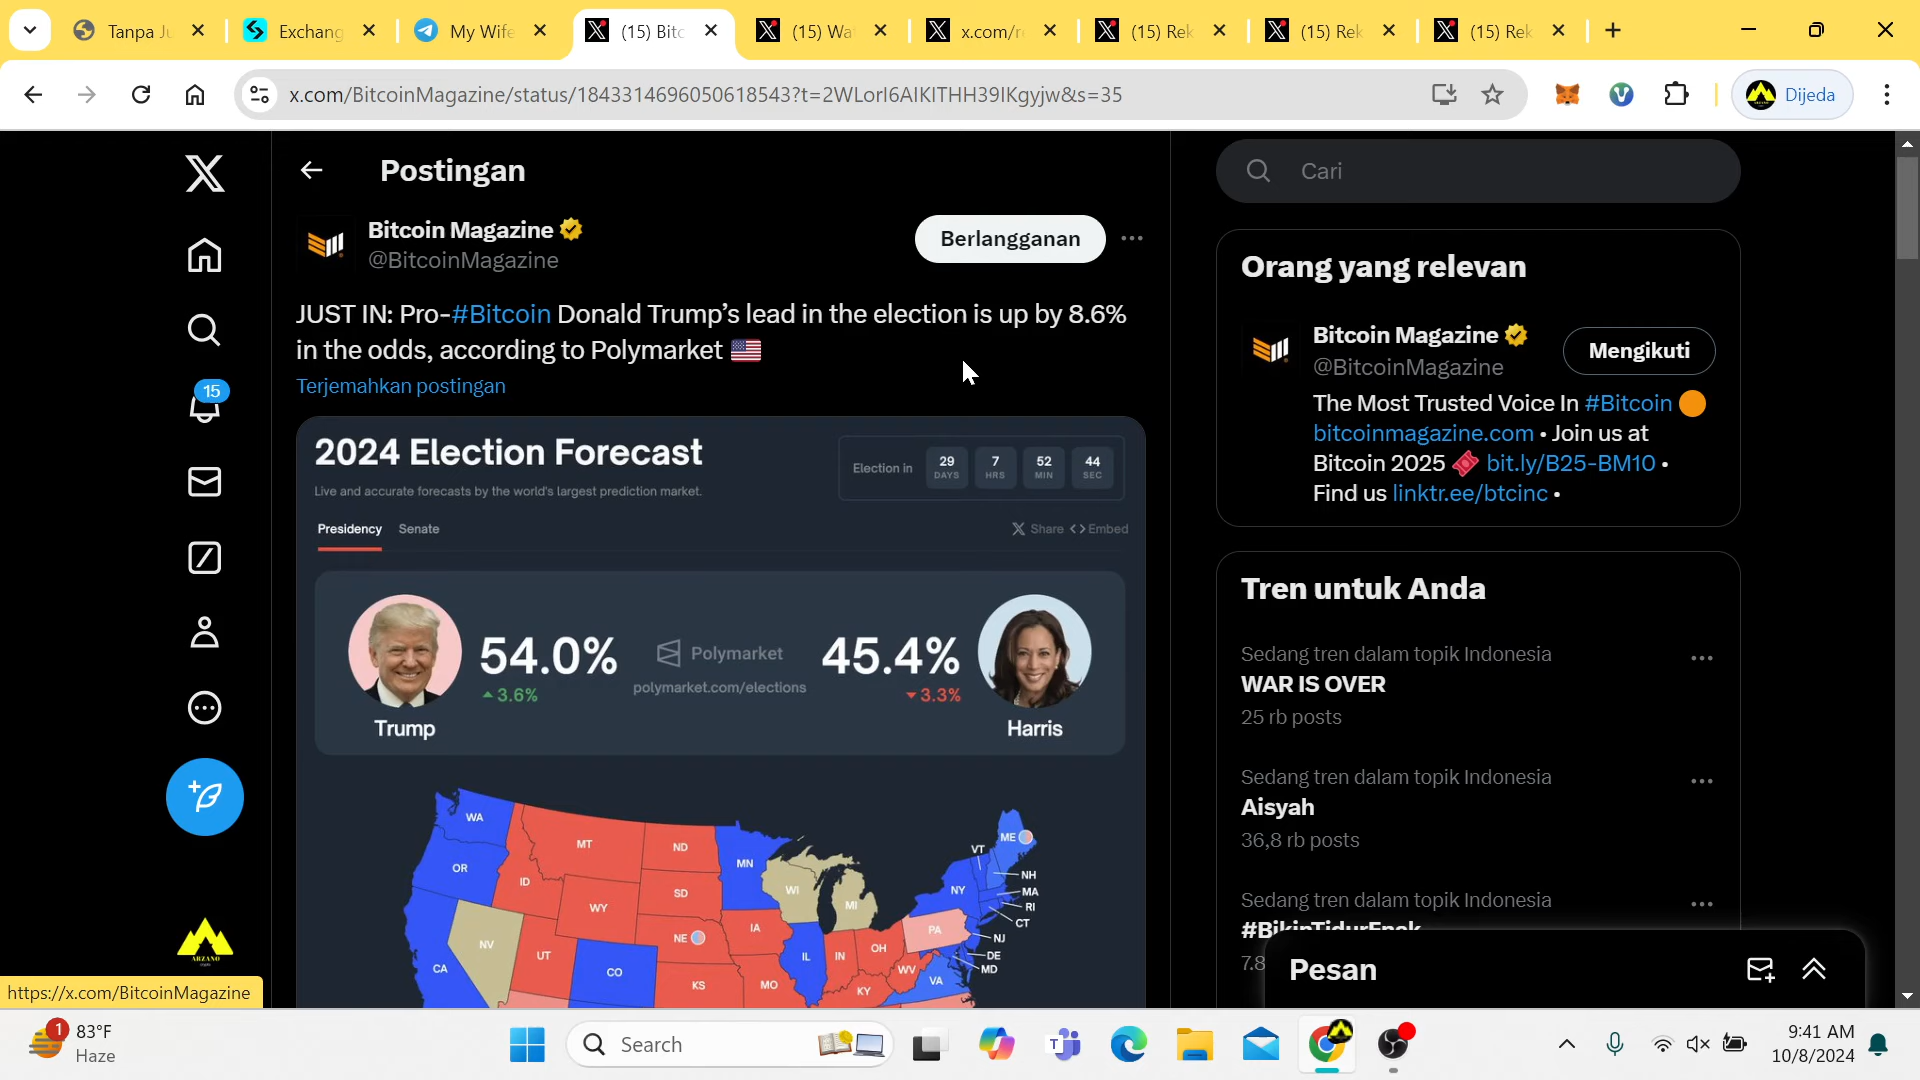 Tanpa Ju
Exchang
My Wife
(15) Bitc
(15) Wa
x.com/r
(15) Rek
(15) Rek
(15) Rek
x.com/BitcoinMagazine/status/1843314696050618543?t=2WLorI6AIKITHH39IKgyjw&s=35
Dijeda
Postingan
Bitcoin Magazine
@BitcoinMagazine
Berlangganan
JUST IN: Pro-#Bitcoin Donald Trump’s lead in the election is up by 8.6%
in the odds, according to Polymarket
Terjemahkan postingan
2024 Election Forecast
Live and accurate forecasts by the world's largest prediction market.
Election in
29 DAYS
7 HRS
52 MIN
44 SEC
Presidency Senate
Share <> Embed
54.0%
3.6%
Trump
Polymarket
polymarket.com/elections
45.4%
3.3%
Harris
WA
OR
CA
NV
ID
MT
WY
UT
CO
ND
SD
NE
KS
MN
IA
MO
WI
IL
MI
IN
OH
KY
WV
VA
PA
NY
VT
ME
NH
MA
RI
CT
NJ
DE
MD
15
ARZANO
https://x.com/BitcoinMagazine
Cari
Orang yang relevan
Bitcoin Magazine
@BitcoinMagazine
Mengikuti
The Most Trusted Voice In #Bitcoin
bitcoinmagazine.com • Join us at
Bitcoin 2025 bit.ly/B25-BM10 •
Find us linktr.ee/btcinc •
Tren untuk Anda
Sedang tren dalam topik Indonesia
WAR IS OVER
25 rb posts
Sedang tren dalam topik Indonesia
Aisyah
36,8 rb posts
Sedang tren dalam topik Indonesia
#BikinTidurEnak
7.8
Pesan
1
83°F
Haze
Search
9:41 AM
10/8/2024